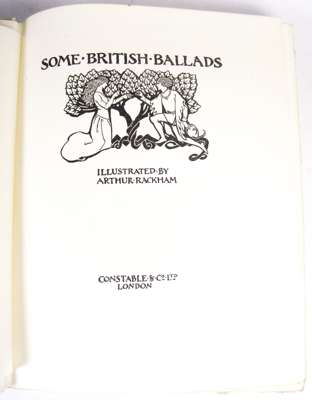 SOME·BRITISH·BALLADS
ILLUSTRATED·BY
ARTHUR·RACKHAM
CONSTABLE·&·Cº·LTD
LONDON